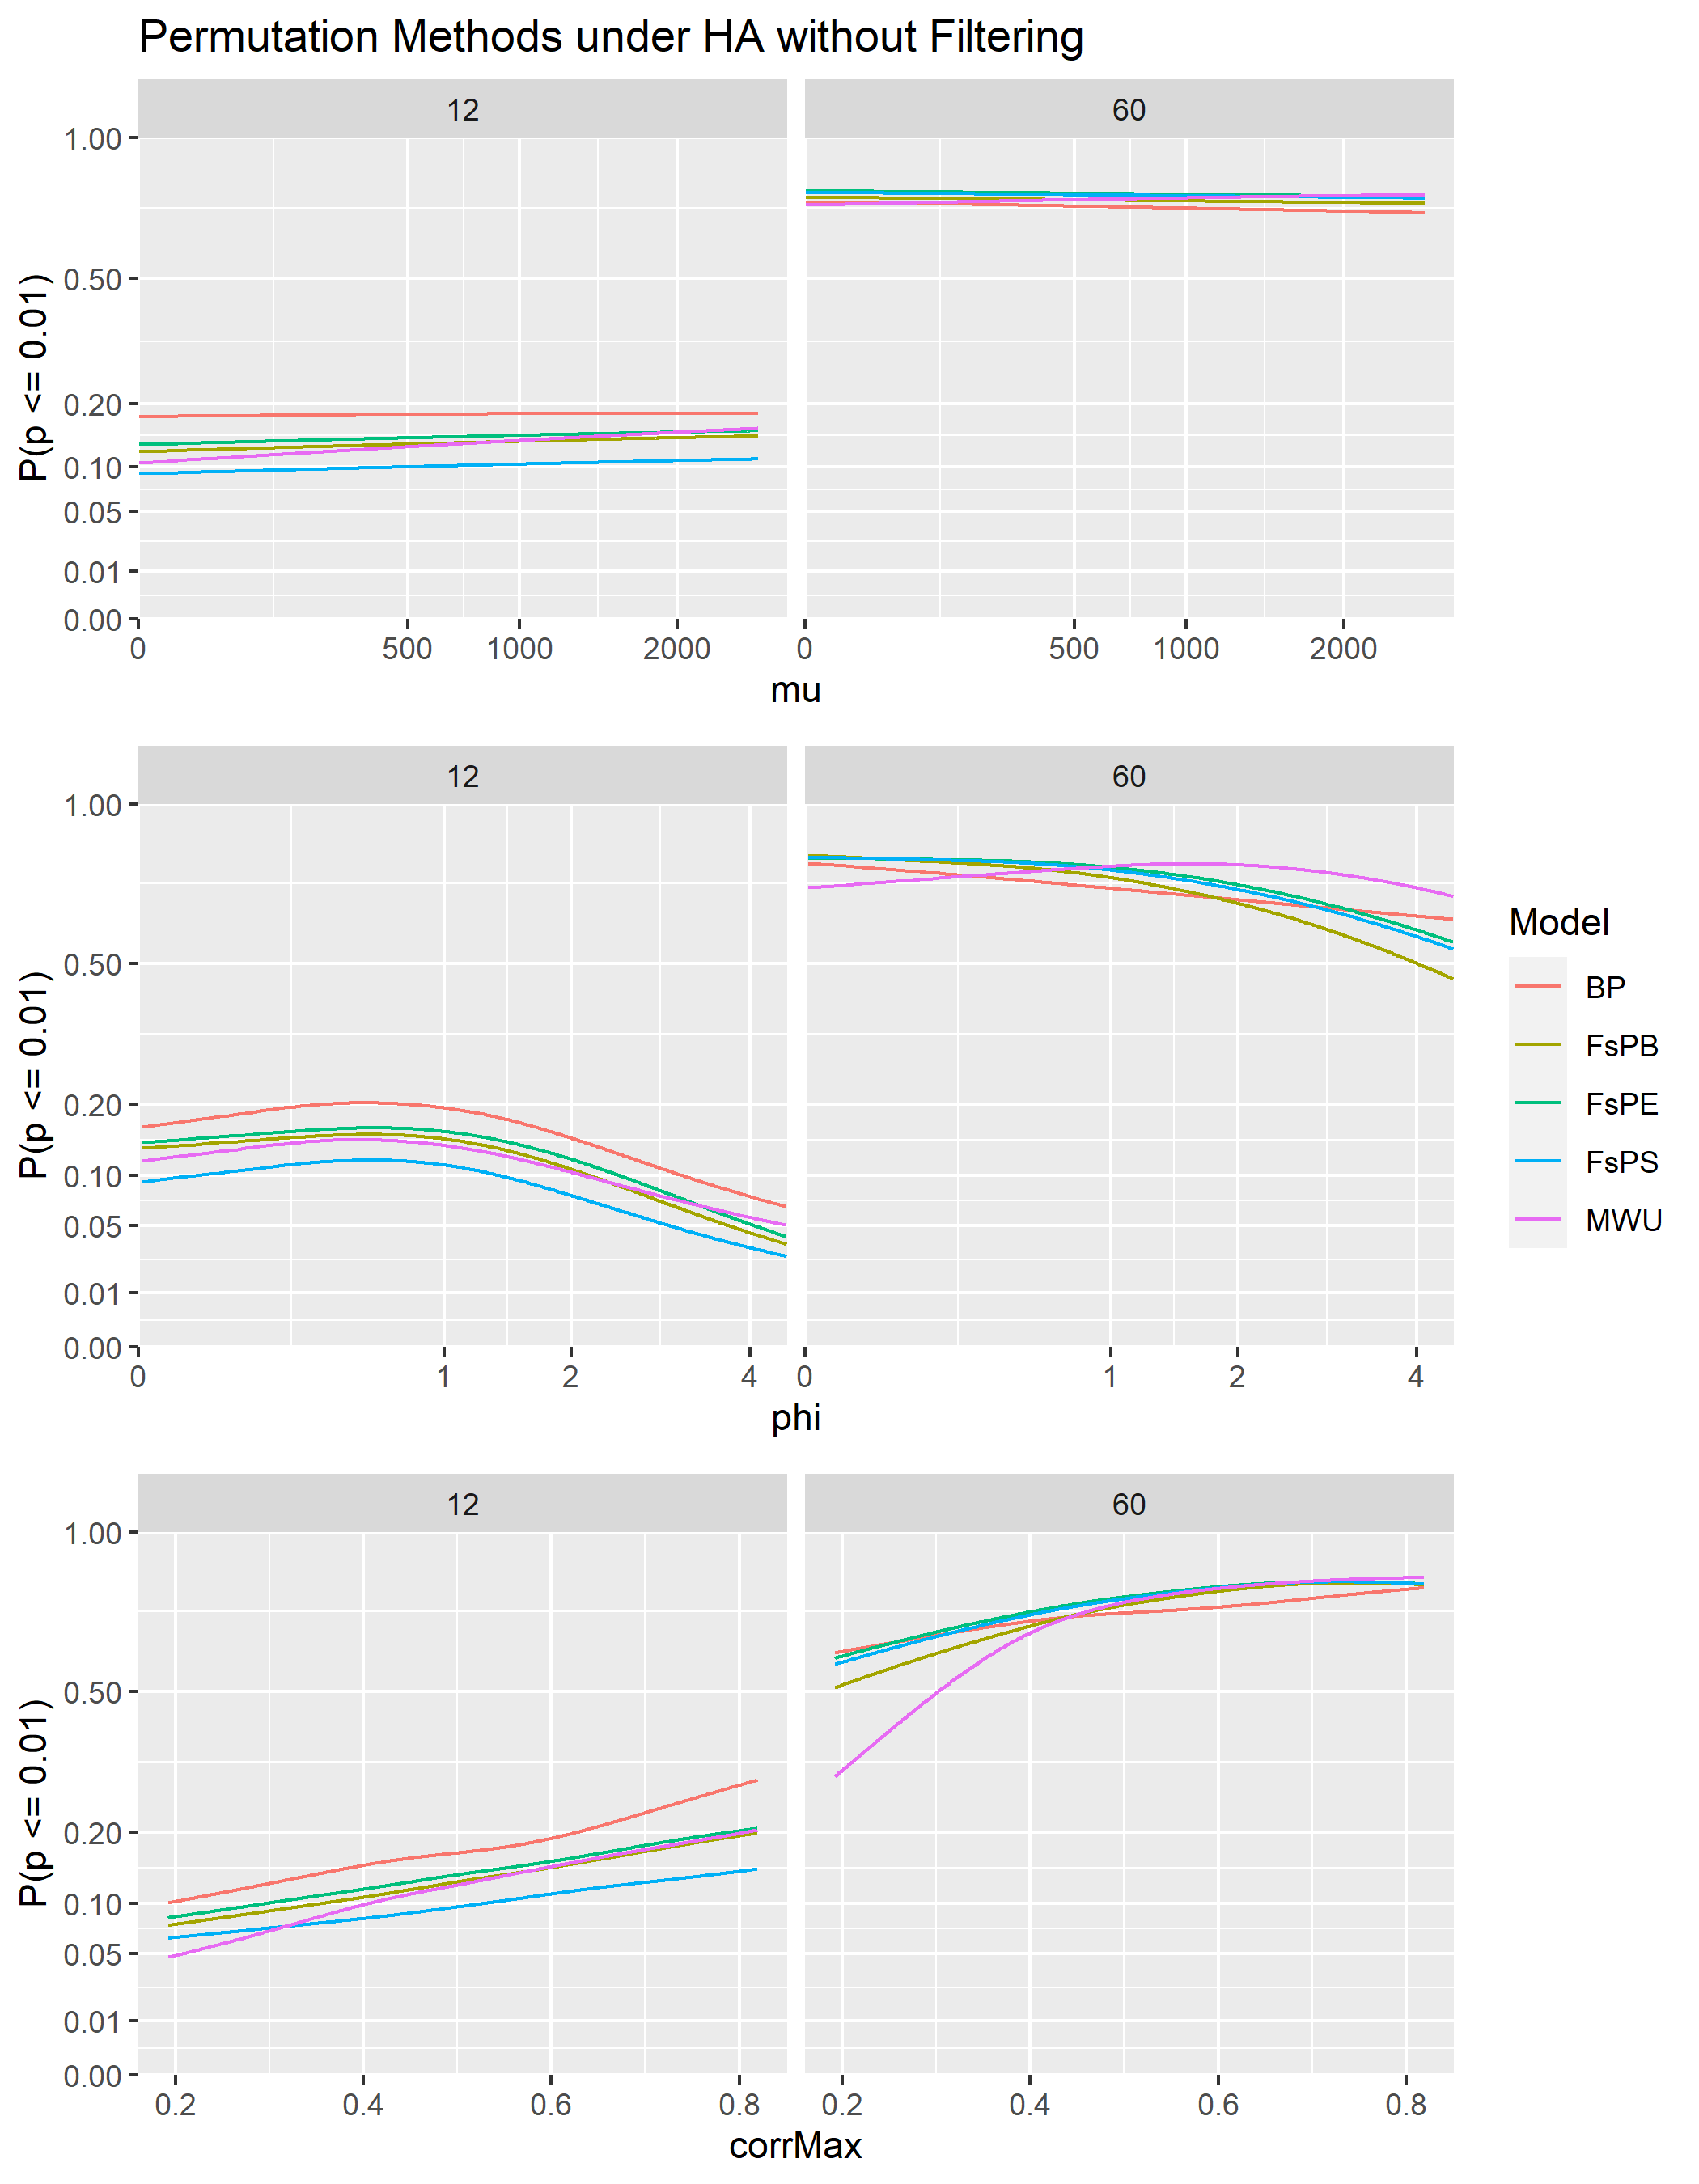 Permutation Methods under HA without Filtering
12 60
P(p <= 0.01)
1.00
0.50
0.20
0.10
0.05
0.01
0.00
0 500 1000 2000 0 500 1000 2000
mu
12 60
P(p <= 0.01)
1.00
0.50
0.20
0.10
0.05
0.01
0.00
0 1 2 4 0 1 2 4
phi
Model
BP
FsPB
FsPE
FsPS
MWU
12 60
P(p <= 0.01)
1.00
0.50
0.20
0.10
0.05
0.01
0.00
0.2 0.4 0.6 0.8 0.2 0.4 0.6 0.8
corrMax